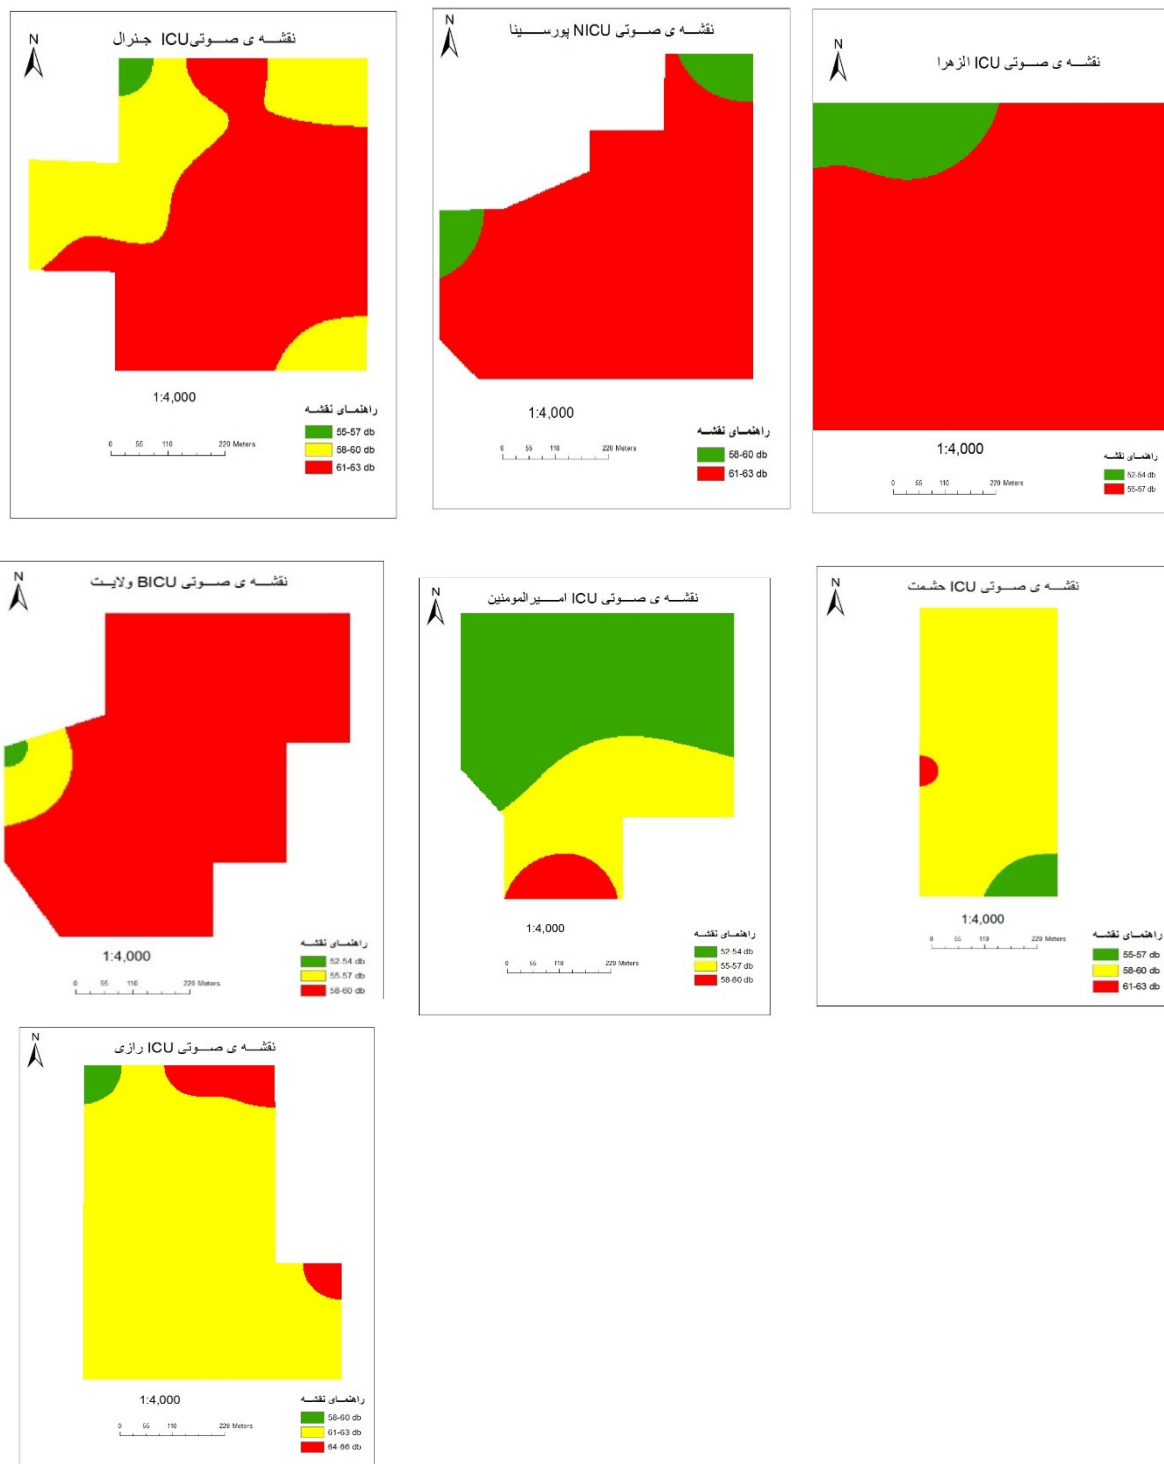 N
نقشه ی صوتی ICU جنرال
1:4,000
0 55 110 220 Meters
راهنمای نقشه
55-57 db
58-60 db
61-63 db
N
نقشه ی صوتی NICU پورسینا
1:4,000
0 55 110 220 Meters
راهنمای نقشه
58-60 db
61-63 db
N
نقشه ی صوتی ICU الزهرا
1:4,000
0 55 110 220 Meters
راهنمای نقشه
52-54 db
55-57 db
N
نقشه ی صوتی BICU ولایت
1:4,000
0 55 110 220 Meters
راهنمای نقشه
52-54 db
55-57 db
58-60 db
N
نقشه ی صوتی ICU امیرالمومنین
1:4,000
0 55 110 220 Meters
راهنمای نقشه
52-54 db
55-57 db
58-60 db
N
نقشه ی صوتی ICU حشمت
1:4,000
0 55 110 220 Meters
راهنمای نقشه
55-57 db
58-60 db
61-63 db
N
نقشه ی صوتی ICU رازی
1:4,000
0 55 110 220 Meters
راهنمای نقشه
58-60 db
61-63 db
64-66 db